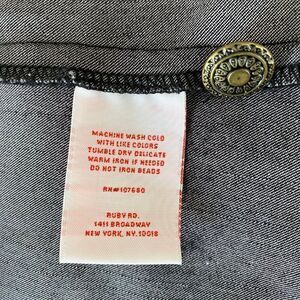 MACHINE WASH COLD
WITH LIKE COLORS
TUMBLE DRY DELICATE
WARM IRON IF NEEDED
DO NOT IRON BEADS
RN#107680
RUBY RD.
1411 BROADWAY
NEW YORK, NY.10018